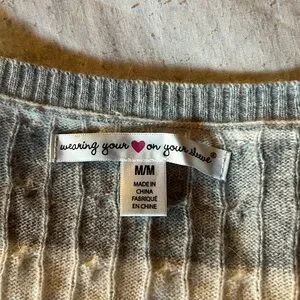 wearing your ♥ on your sleeve®
M/M
MADE IN
CHINA
FABRIQUÉ
EN CHINE